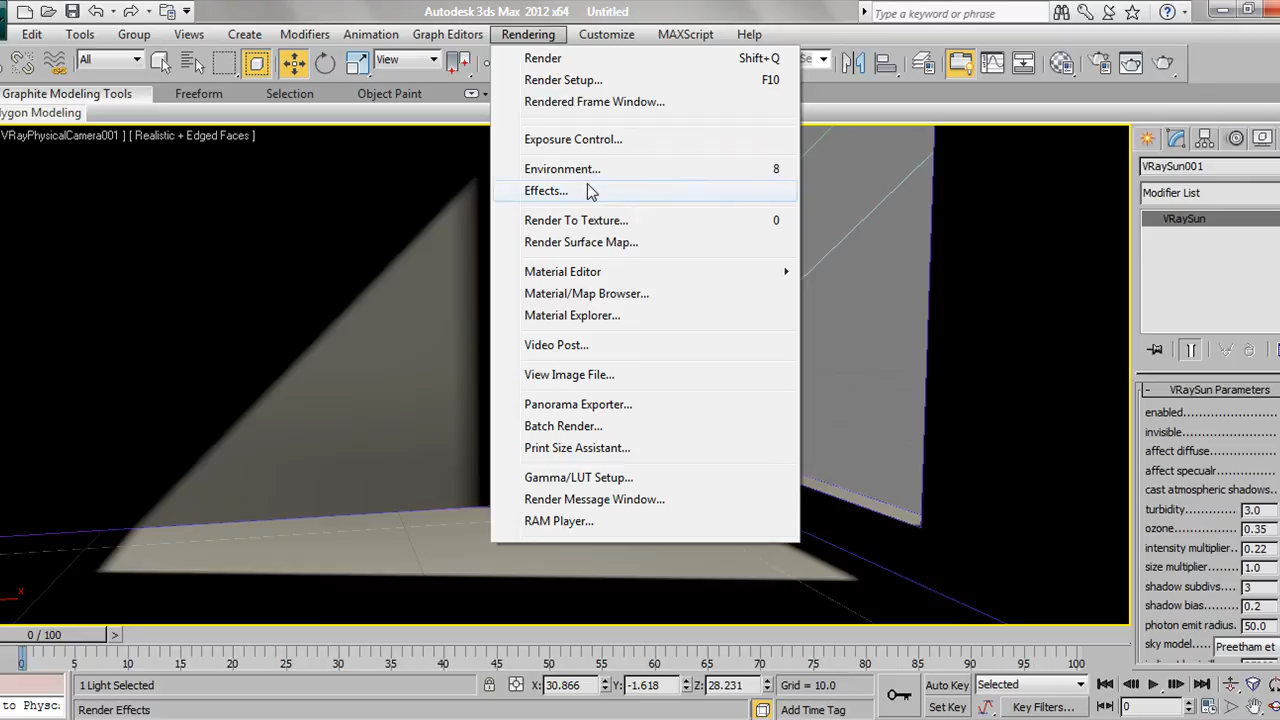 Autodesk 3ds Max 2012 x64 Untitled
Type a keyword or phrase
Edit Tools Group Views Create Modifiers Animation Graph Editors Rendering Customize MAXScript Help
All View Se
Graphite Modeling Tools Freeform Selection Object Paint
ygon Modeling
VRayPhysicalCamera001 ] [ Realistic + Edged Faces ]
Render Shift+Q
Render Setup... F10
Rendered Frame Window...
Exposure Control...
Environment... 8
Effects...
Render To Texture... 0
Render Surface Map...
Material Editor
Material/Map Browser...
Material Explorer...
Video Post...
View Image File...
Panorama Exporter...
Batch Render...
Print Size Assistant...
Gamma/LUT Setup...
Render Message Window...
RAM Player...
VRaySun001
Modifier List
VRaySun
- VRaySun Parameters
enabled
invisible
affect diffuse
affect specualr
cast atmospheric shadows
turbidity 3.0
ozone 0.35
intensity multiplier 0.22
size multiplier 1.0
shadow subdivs 3
shadow bias 0.2
photon emit radius 50.0
sky model Preetham et
x
0 / 100 >
0 5 10 15 20 25 30 35 40 45 50 55 60 65 70 75 80 85 90 95 100
1 Light Selected X: 30.866 Y: -1.618 Z: 28.231 Grid = 10.0 Auto Key Selected
to Physc Render Effects Add Time Tag Set Key Key Filters... 0